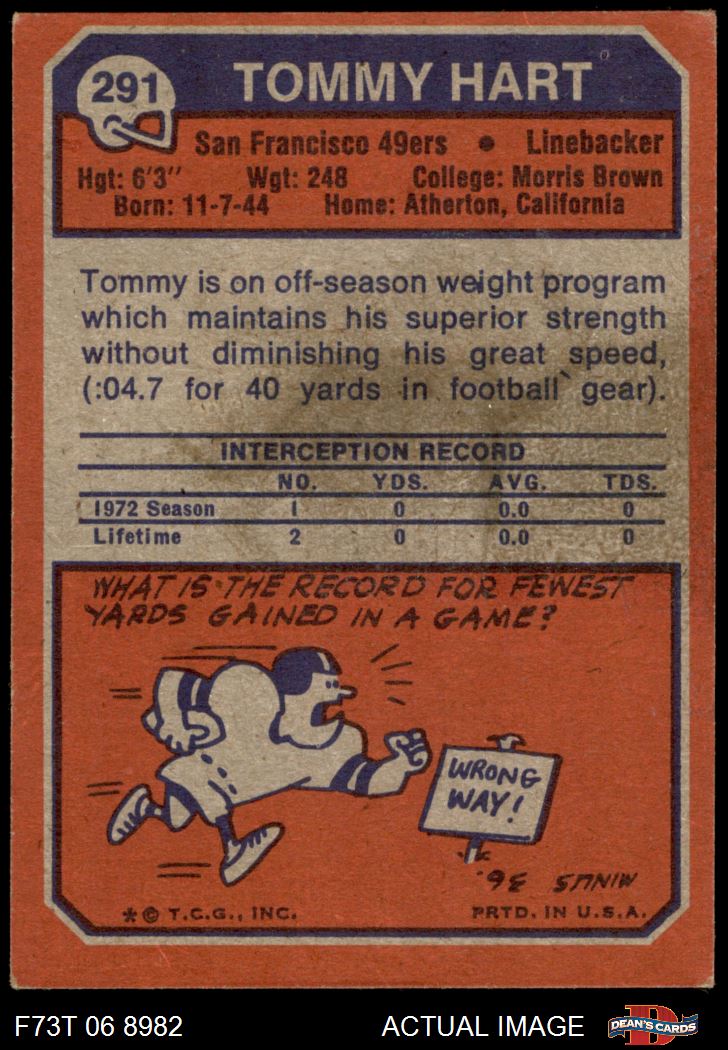 291
TOMMY HART
San Francisco 49ers • Linebacker
Hgt: 6'3" Wgt: 248 College: Morris Brown
Born: 11-7-44 Home: Atherton, California
Tommy is on off-season weight program
which maintains his superior strength
without diminishing his great speed,
(:04.7 for 40 yards in football gear).
INTERCEPTION RECORD
NO. YDS. AVG. TDS.
1972 Season 1 0 0.0 0
Lifetime 2 0 0.0 0
WHAT IS THE RECORD FOR FEWEST
YARDS GAINED IN A GAME?
WRONG
WAY!
MINUS 36.
* © T.C.G., INC. PRTD. IN U.S.A.
F73T 06 8982 ACTUAL IMAGE
D
DEAN'S CARDS